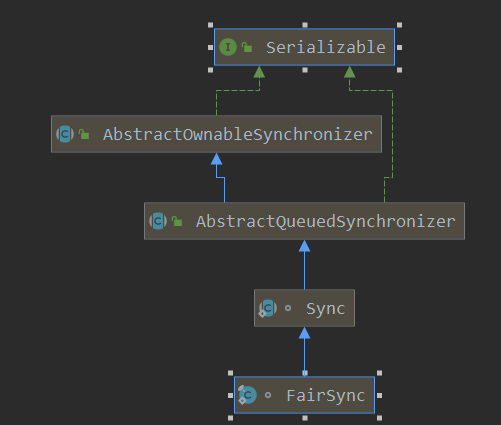 I Serializable
C AbstractOwnableSynchronizer
C AbstractQueuedSynchronizer
C Sync
C FairSync